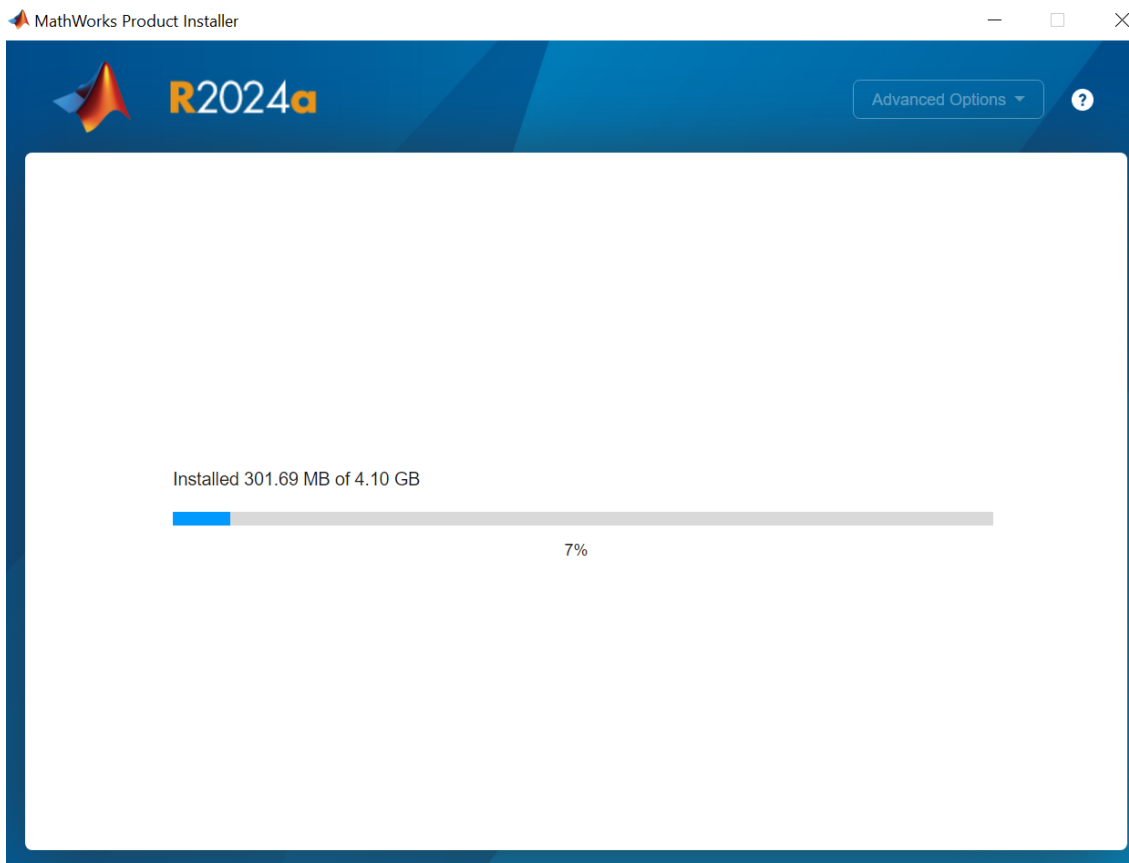 MathWorks Product Installer
R2024a
Advanced Options
?
Installed 301.69 MB of 4.10 GB
7%